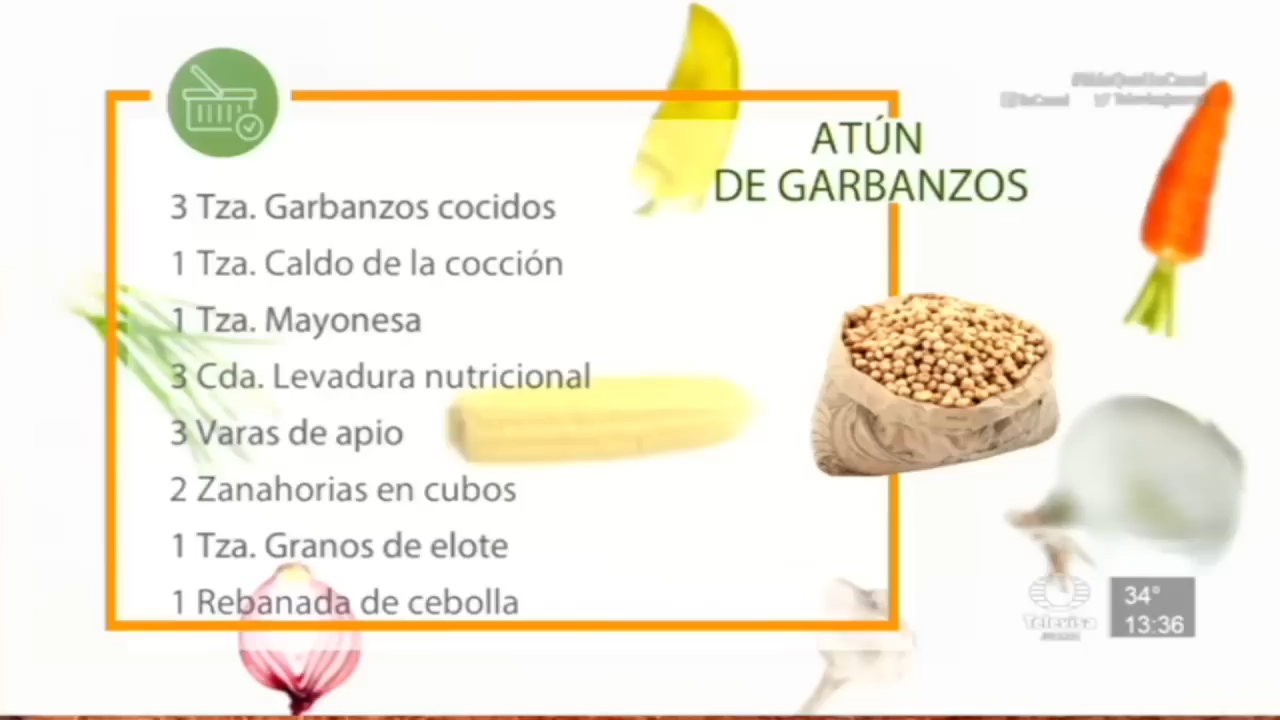 ATÚN
DE GARBANZOS
3 Tza. Garbanzos cocidos
1 Tza. Caldo de la cocción
1 Tza. Mayonesa
3 Cda. Levadura nutricional
3 Varas de apio
2 Zanahorias en cubos
1 Tza. Granos de elote
1 Rebanada de cebolla
Televisa
34°
13:36